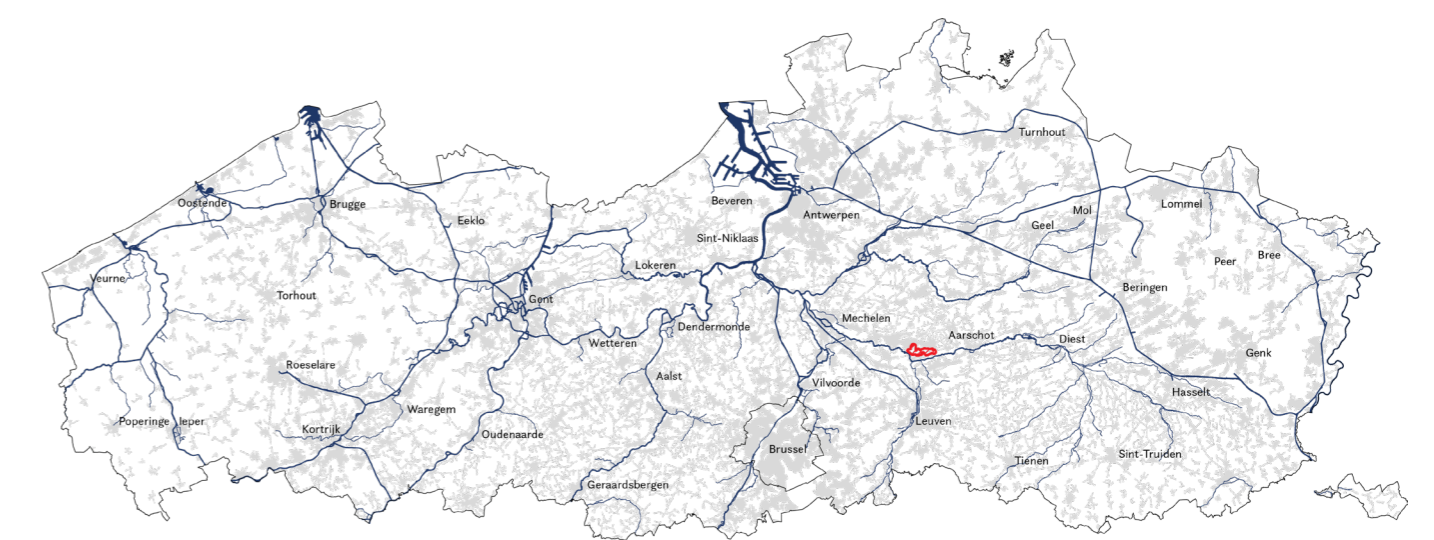 Turnhout
Oostende
Brugge
Eeklo
Beveren
Antwerpen
Mol
Lommel
Geel
Sint-Niklaas
Lokeren
Peer
Bree
Veurne
Torhout
Gent
Beringen
Dendermonde
Mechelen
Aarschot
Diest
Wetteren
Genk
Roeselare
Aalst
Vilvoorde
Hasselt
Waregem
Poperinge
Ieper
Kortrijk
Oudenaarde
Leuven
Brussel
Sint-Truiden
Tienen
Geraardsbergen